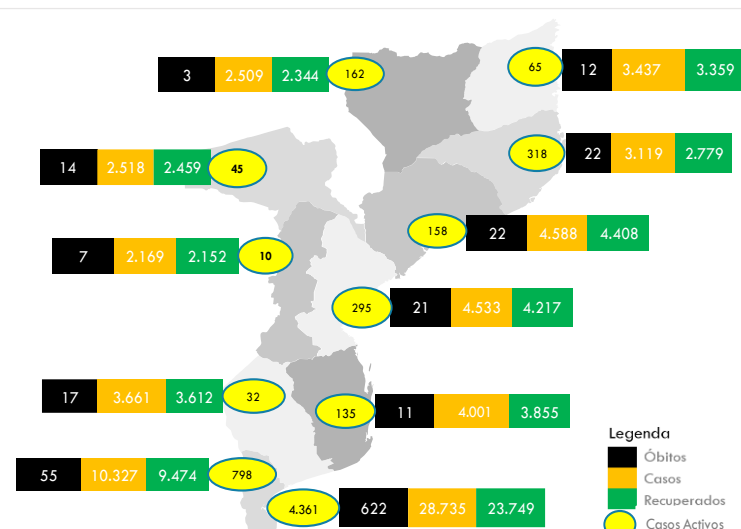 3 2.509 2.344 162
65 12 3.437 3.359
14 2.518 2.459 45
318 22 3.119 2.779
7 2.169 2.152 10
158 22 4.588 4.408
295 21 4.533 4.217
17 3.661 3.612 32
135 11 4.001 3.855
55 10.327 9.474 798
4.361 622 28.735 23.749
Legenda
Óbitos
Casos
Recuperados
Casos Activos